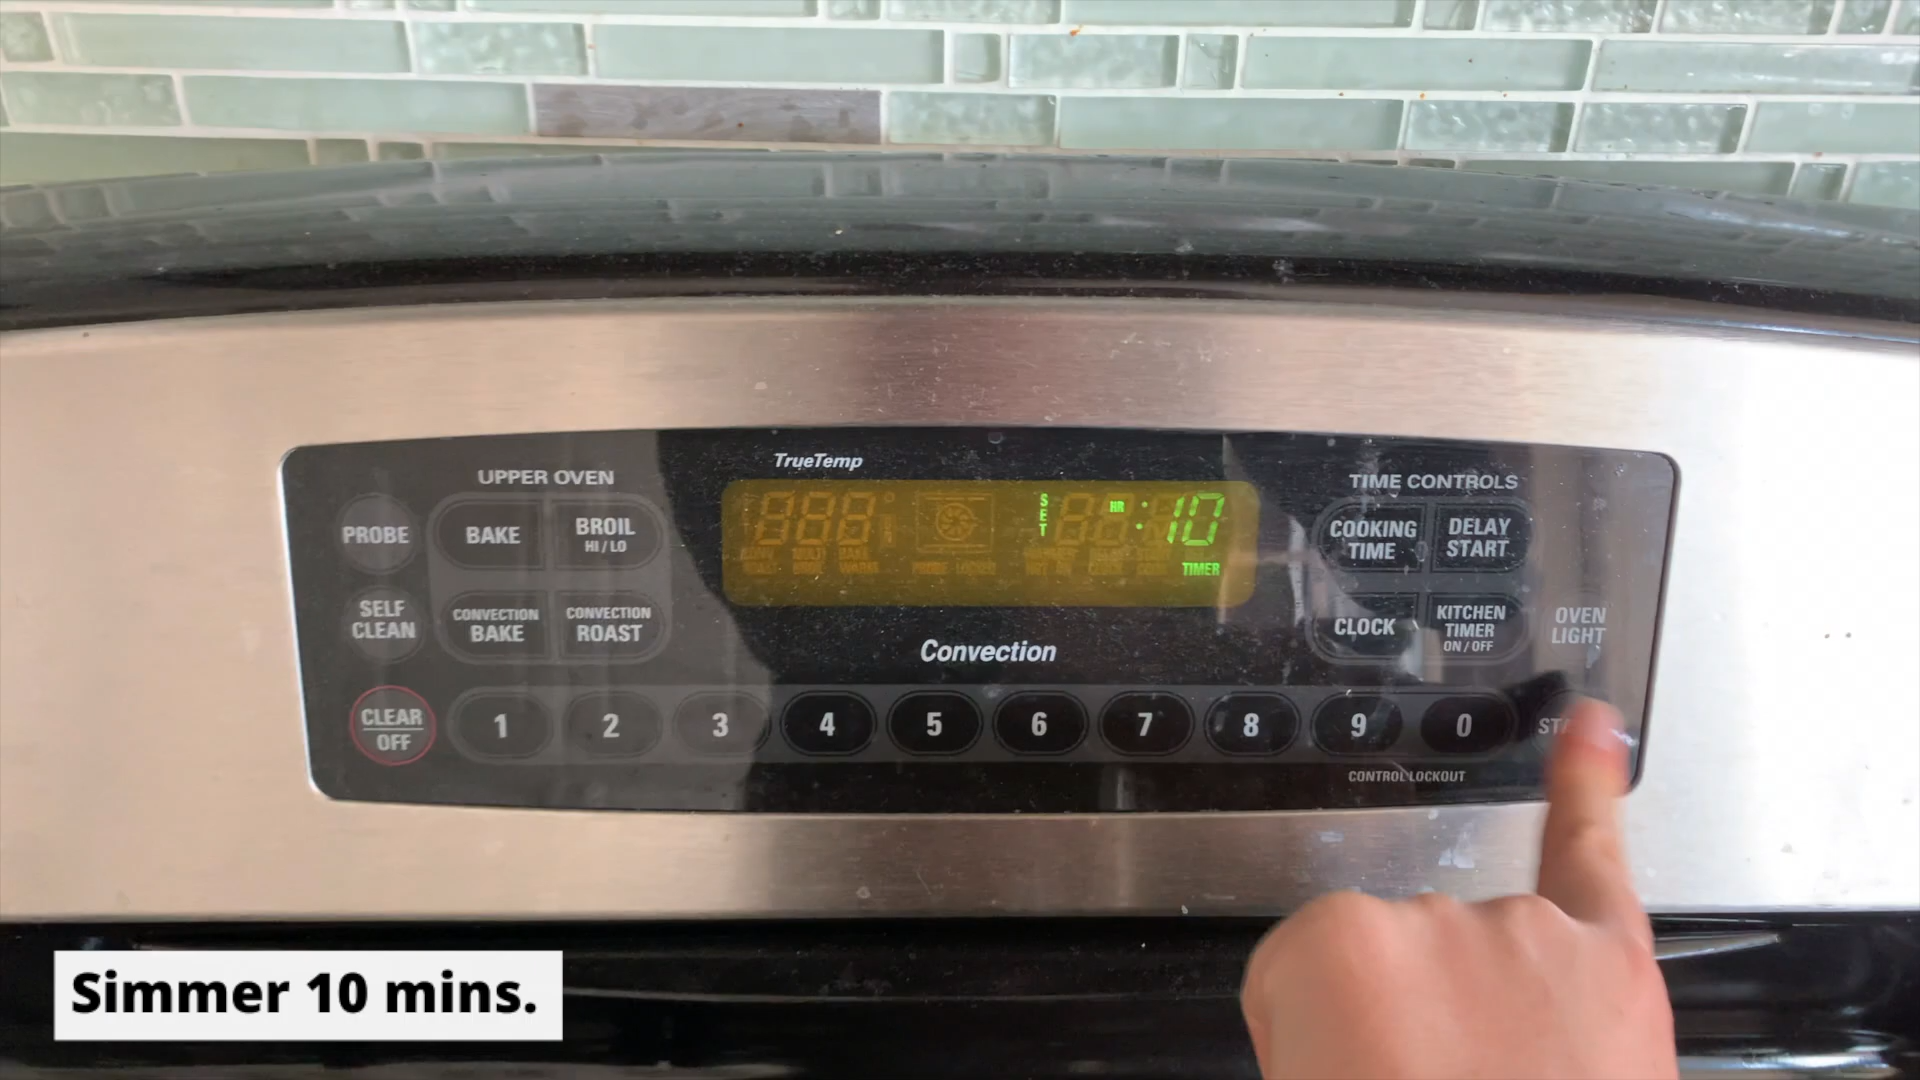 TrueTemp
UPPER OVEN
TIME CONTROLS
PROBE
BAKE
BROIL
HI / LO
SET
HR
:10
TIMER
COOKING
TIME
DELAY
START
SELF
CLEAN
CONVECTION
BAKE
CONVECTION
ROAST
Convection
CLOCK
KITCHEN
TIMER
ON / OFF
OVEN
LIGHT
CLEAR
OFF
1 2 3 4 5 6 7 8 9 0
CONTROL LOCKOUT
Simmer 10 mins.